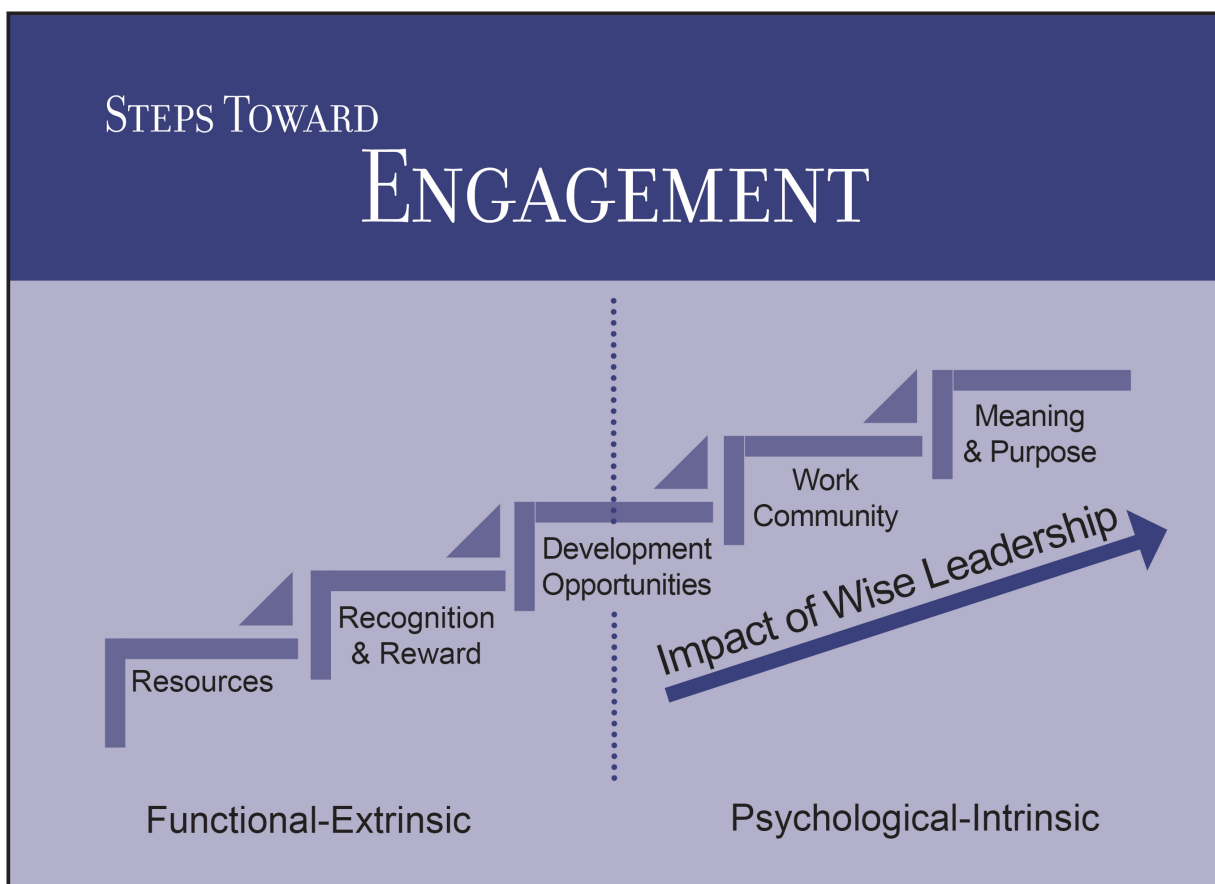 STEPS TOWARD
ENGAGEMENT
Meaning
& Purpose
Work
Community
Development
Opportunities
Recognition
& Reward
Resources
Impact of Wise Leadership
Functional-Extrinsic
Psychological-Intrinsic